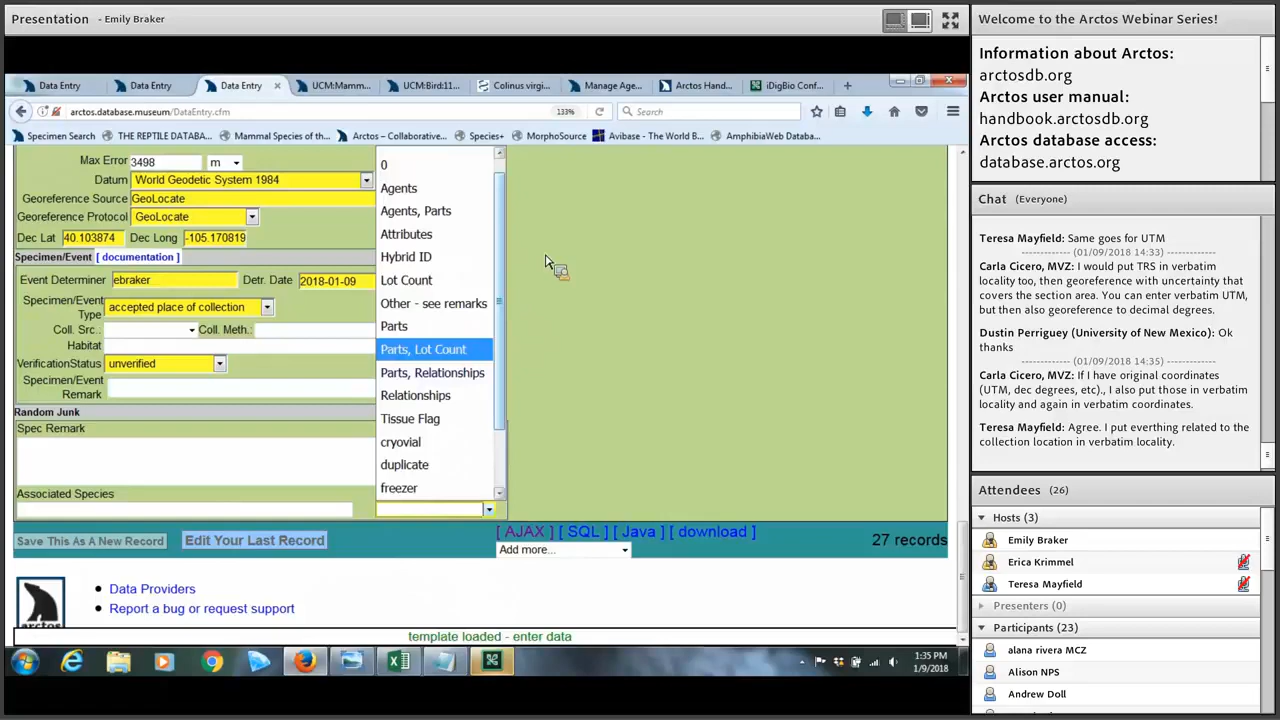 Presentation - Emily Braker
Data Entry
Data Entry
Data Entry
UCM:Mamm...
UCM:Bird:11...
Colinus virgi...
Manage Age...
Arctos Hand...
iDigBio Conf...
arctos.database.museum/DataEntry.cfm
133%
Search
Specimen Search
THE REPTILE DATABA...
Mammal Species of th...
Arctos – Collaborative...
Species+
MorphoSource
Avibase - The World B...
AmphibiaWeb Databa...
Max Error 3498 m
Datum World Geodetic System 1984
Georeference Source GeoLocate
Georeference Protocol GeoLocate
Dec Lat 40.103874 Dec Long -105.170819
Specimen/Event [ documentation ]
Event Determiner ebraker Detr. Date 2018-01-09
Specimen/Event
Type accepted place of collection
Coll. Src.: Coll. Meth.:
Habitat
VerificationStatus unverified
Specimen/Event
Remark
Random Junk
Spec Remark
Associated Species
0
Agents
Agents, Parts
Attributes
Hybrid ID
Lot Count
Other - see remarks
Parts
Parts, Lot Count
Parts, Relationships
Relationships
Tissue Flag
cryovial
duplicate
freezer
Save This As A New Record
Edit Your Last Record
[ AJAX ] [ SQL ] [ Java ] [ download ]
Add more...
27 records
Data Providers
Report a bug or request support
arctos
template loaded - enter data
1:35 PM
1/9/2018
Welcome to the Arctos Webinar Series!
Information about Arctos:
arctosdb.org
Arctos user manual:
handbook.arctosdb.org
Arctos database access:
database.arctos.org
Chat (Everyone)
Teresa Mayfield: Same goes for UTM
(01/09/2018 14:33)
Carla Cicero, MVZ: I would put TRS in verbatim
locality too, then georeference with uncertainty that
covers the section area. You can enter verbatim UTM,
but then also georeference to decimal degrees.
Dustin Perriguey (University of New Mexico): Ok
thanks
(01/09/2018 14:35)
Carla Cicero, MVZ: If I have original coordinates
(UTM, dec degrees, etc)., I also put those in verbatim
locality and again in verbatim coordinates.
Teresa Mayfield: Agree. I put everthing related to the
collection location in verbatim locality.
Attendees (26)
Hosts (3)
Emily Braker
Erica Krimmel
Teresa Mayfield
Presenters (0)
Participants (23)
alana rivera MCZ
Alison NPS
Andrew Doll